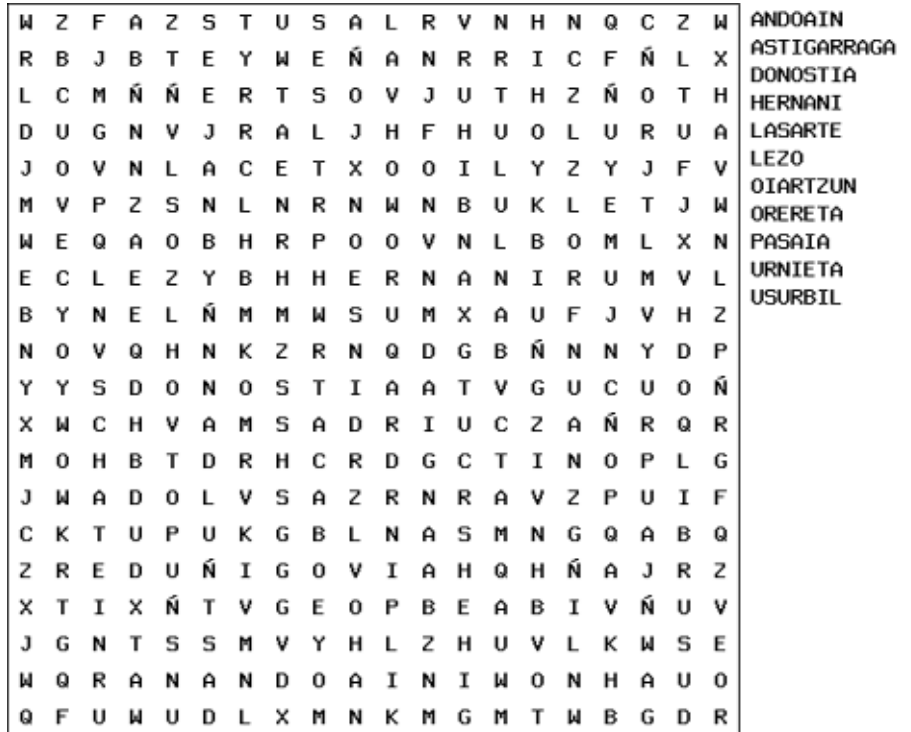 W Z F A Z S T U S A L R V N H N Q C Z W
R B J B T E Y W E Ñ A N R R I C F Ñ L X
L C M Ñ Ñ E R T S O V J U T H Z Ñ O T H
D U G N V J R A L J H F H U O L U R U A
J O V N L A C E T X O O I L Y Z Y J F V
M V P Z S N L N R N W N B U K L E T J W
W E Q A O B H R P O O V N L B O M L X N
E C L E Z Y B H H E R N A N I R U M V L
B Y N E L Ñ M M W S U M X A U F J V H Z
N O V Q H N K Z R N Q D G B Ñ N N Y D P
Y Y S D O N O S T I A A T V G U C U O Ñ
X W C H V A M S A D R I U C Z A Ñ R Q R
M O H B T D R H C R D G C T I N O P L G
J W A D O L V S A Z R N R A V Z P U I F
C K T U P U K G B L N A S M N G Q A B Q
Z R E D U Ñ I G O V I A H Q H Ñ A J R Z
X T I X Ñ T V G E O P B E A B I V Ñ U V
J G N T S S M V Y H L Z H U V L K W S E
W Q R A N A N D O A I N I W O N H A U O
Q F U W U D L X M N K M G M T W B G D R
ANDOAIN
ASTIGARRAGA
DONOSTIA
HERNANI
LASARTE
LEZO
OIARTZUN
ORERETA
PASAIA
URNIETA
USURBIL